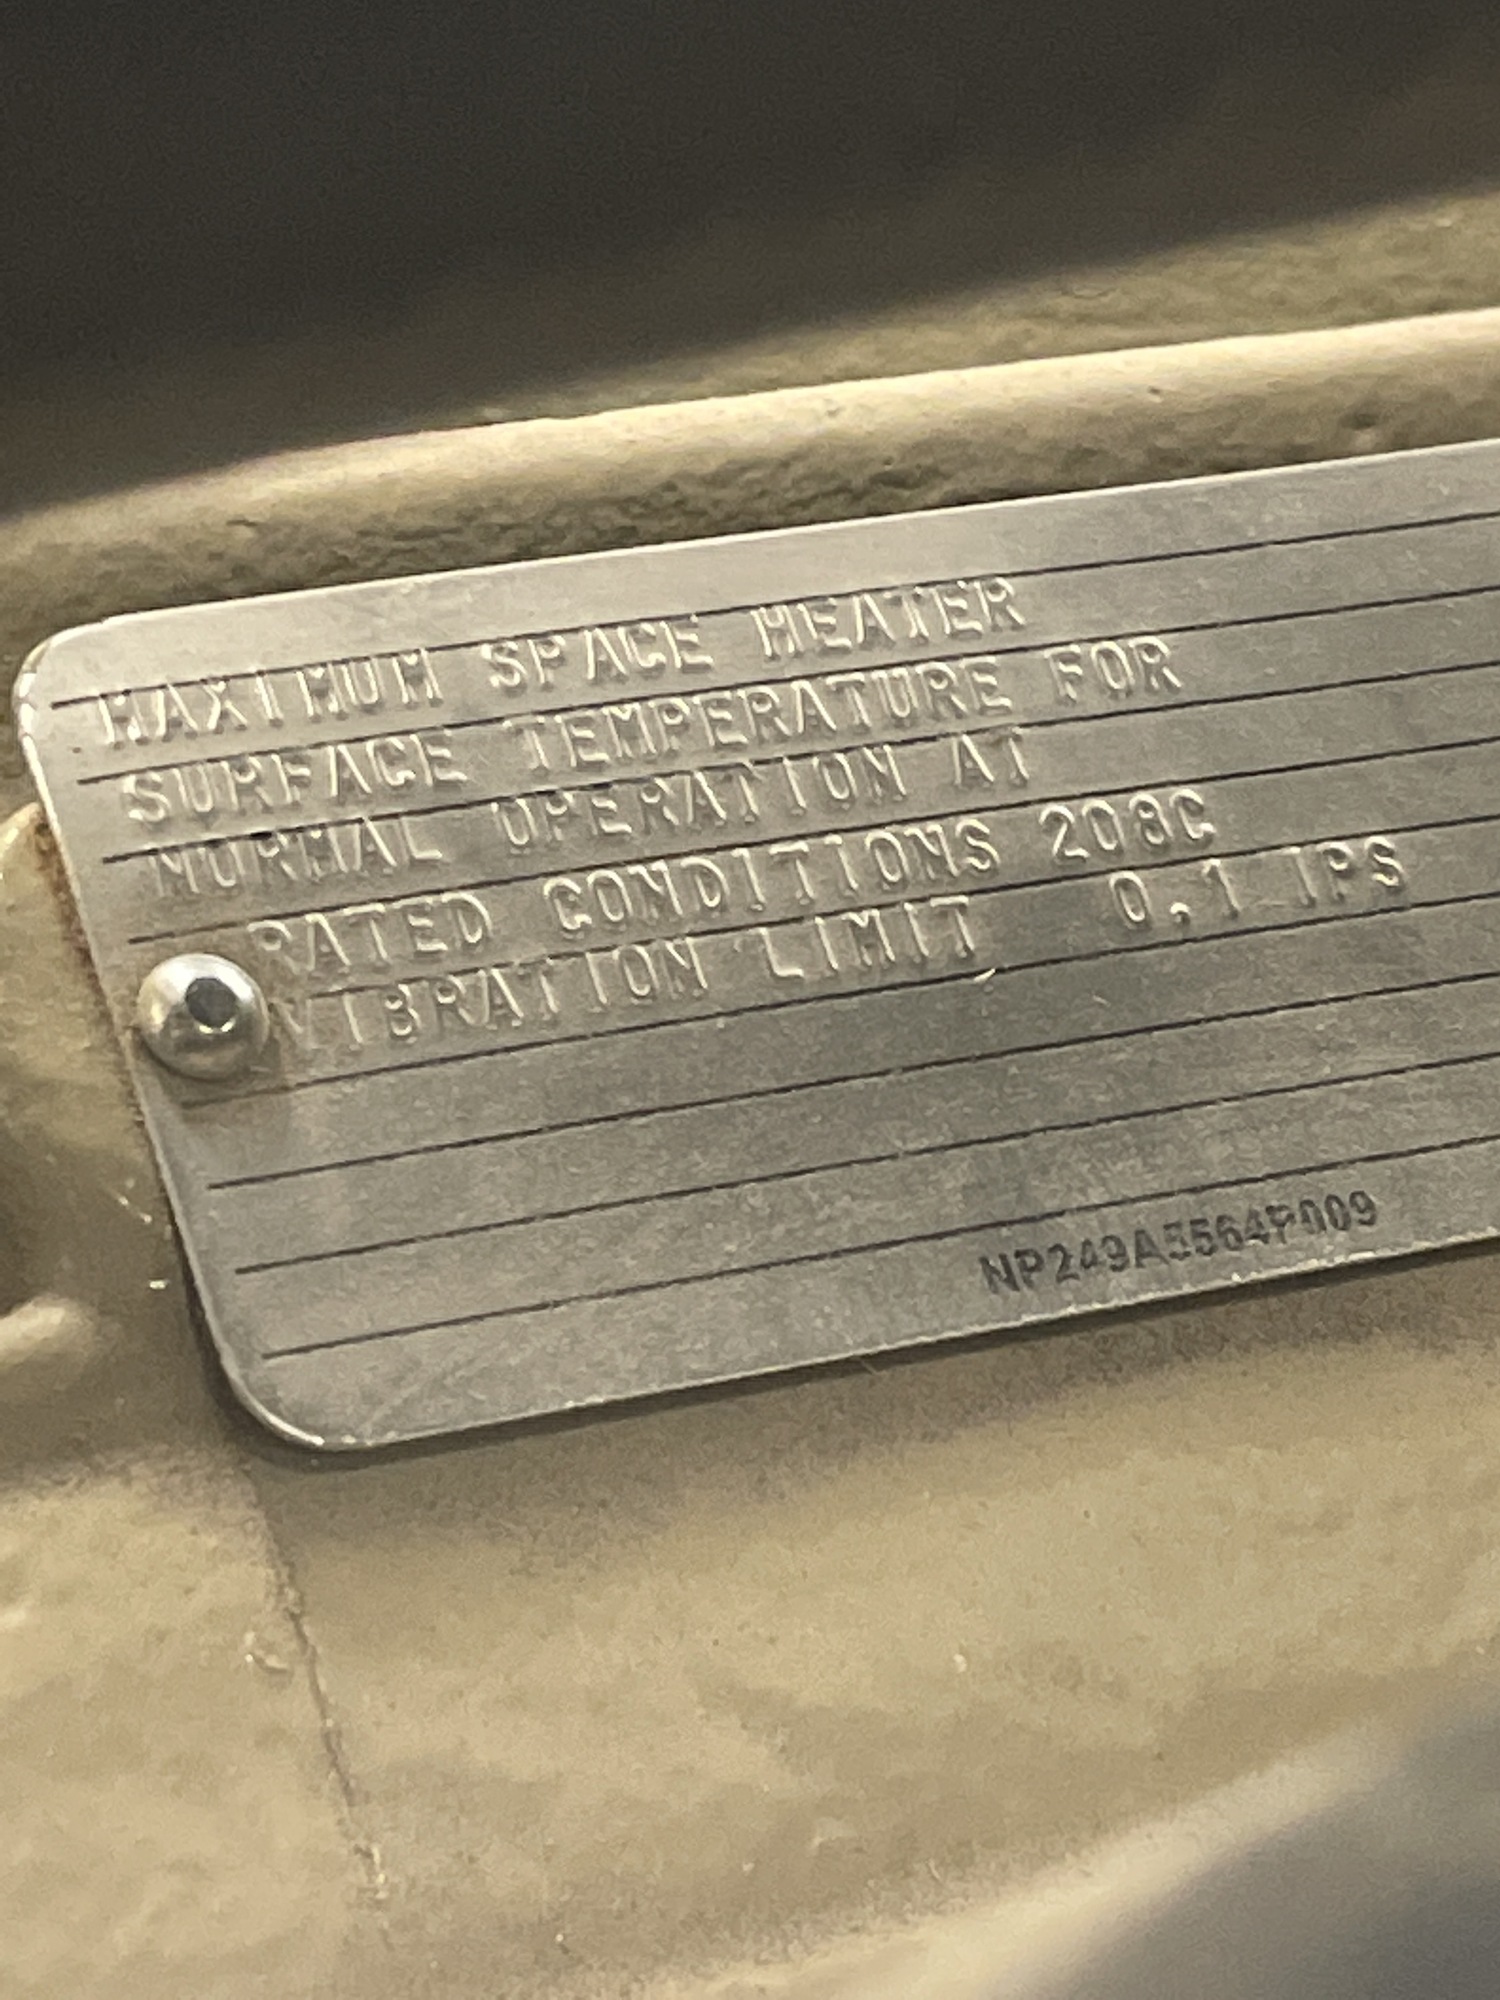 MAXIMUM SPACE HEATER
SURFACE TEMPERATURE FOR
NORMAL OPERATION AT
RATED CONDITIONS 208C
VIBRATION LIMIT 0.1 IPS
NP249A5564P009